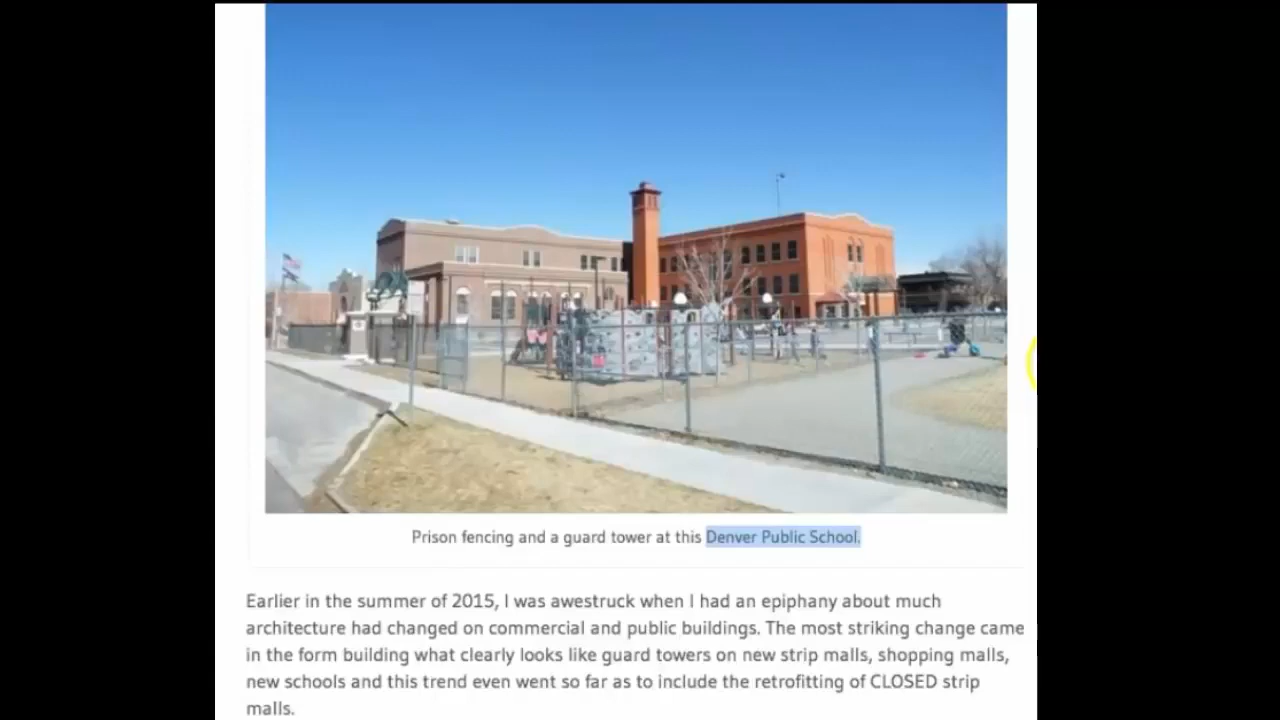 Prison fencing and a guard tower at this Denver Public School.
Earlier in the summer of 2015, I was awestruck when I had an epiphany about much
architecture had changed on commercial and public buildings. The most striking change came
in the form building what clearly looks like guard towers on new strip malls, shopping malls,
new schools and this trend even went so far as to include the retrofitting of CLOSED strip
malls.